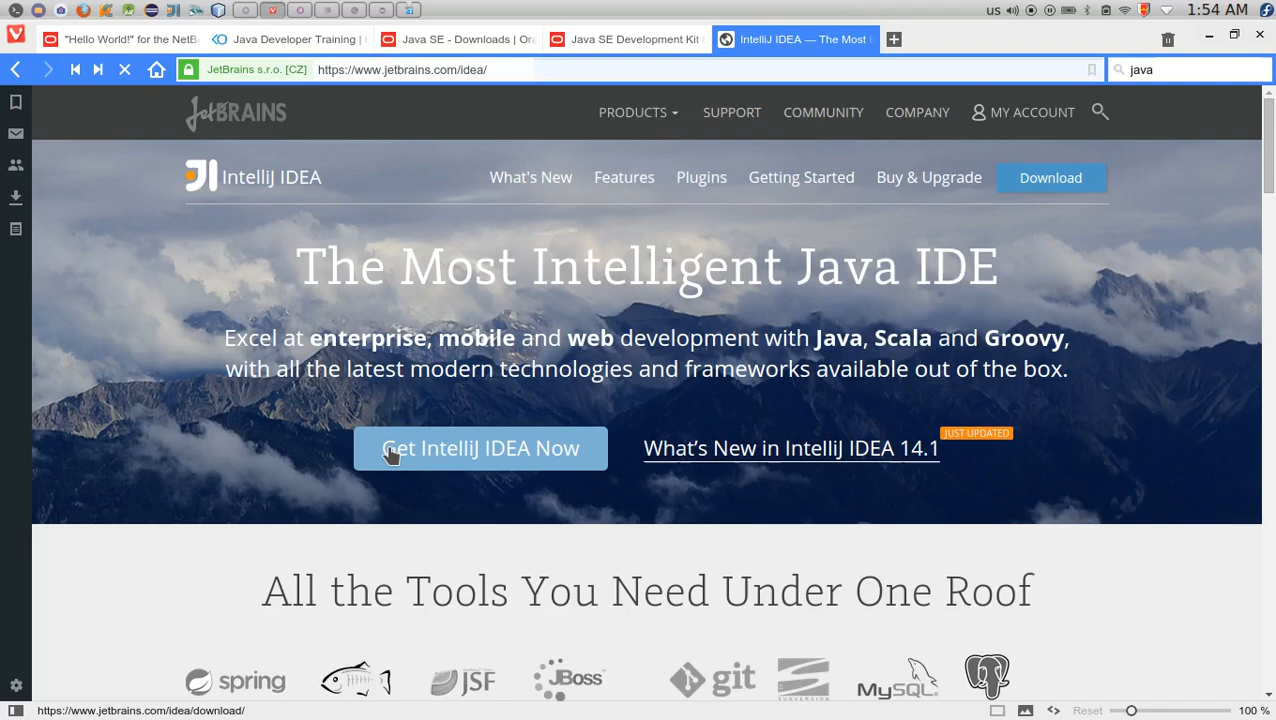 us 1:54 AM
"Hello World!" for the NetB
Java Developer Training |
Java SE - Downloads | Ora
Java SE Development Kit
IntelliJ IDEA — The Most
JetBrains s.r.o. [CZ] https://www.jetbrains.com/idea/ java
JetBRAINS PRODUCTS SUPPORT COMMUNITY COMPANY MY ACCOUNT
JI IntelliJ IDEA What's New Features Plugins Getting Started Buy & Upgrade Download
The Most Intelligent Java IDE
Excel at enterprise, mobile and web development with Java, Scala and Groovy,
with all the latest modern technologies and frameworks available out of the box.
JUST UPDATED
Get IntelliJ IDEA Now What's New in IntelliJ IDEA 14.1
All the Tools You Need Under One Roof
spring JSF JBoss git SUBVERSION MySQL
https://www.jetbrains.com/idea/download/ Reset 100 %